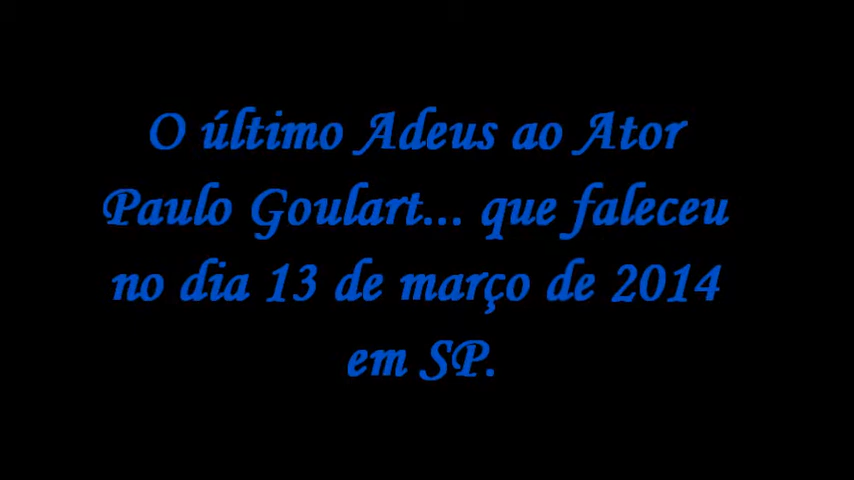 O último Adeus ao Ator
Paulo Goulart... que faleceu
no dia 13 de março de 2014
em SP.